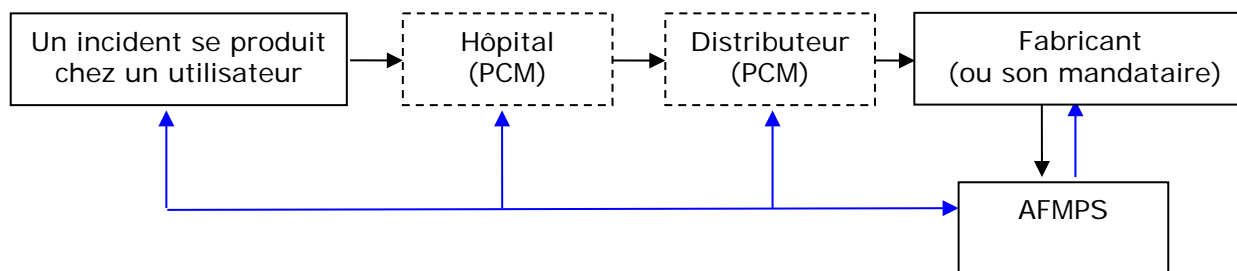 Un incident se produit
chez un utilisateur
Hôpital
(PCM)
Distributeur
(PCM)
Fabricant
(ou son mandataire)
AFMPS